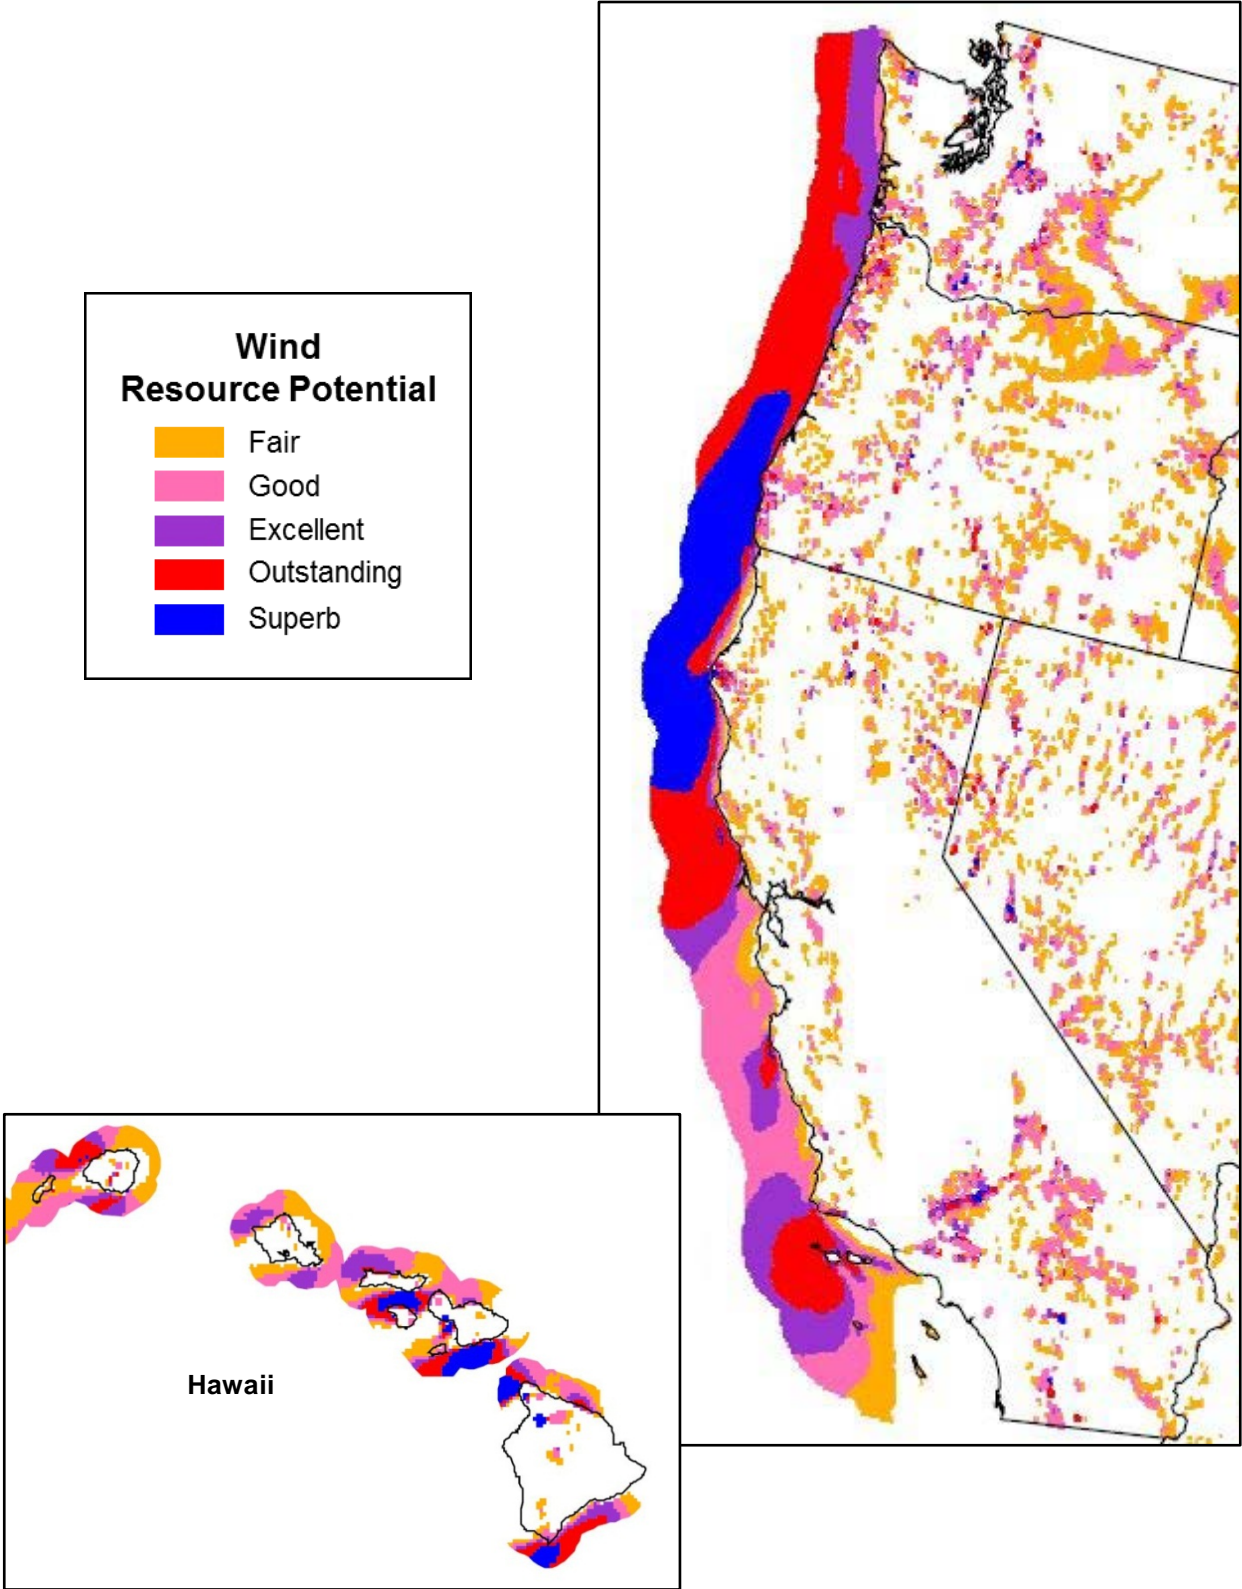 Wind
Resource Potential
Fair
Good
Excellent
Outstanding
Superb
Hawaii